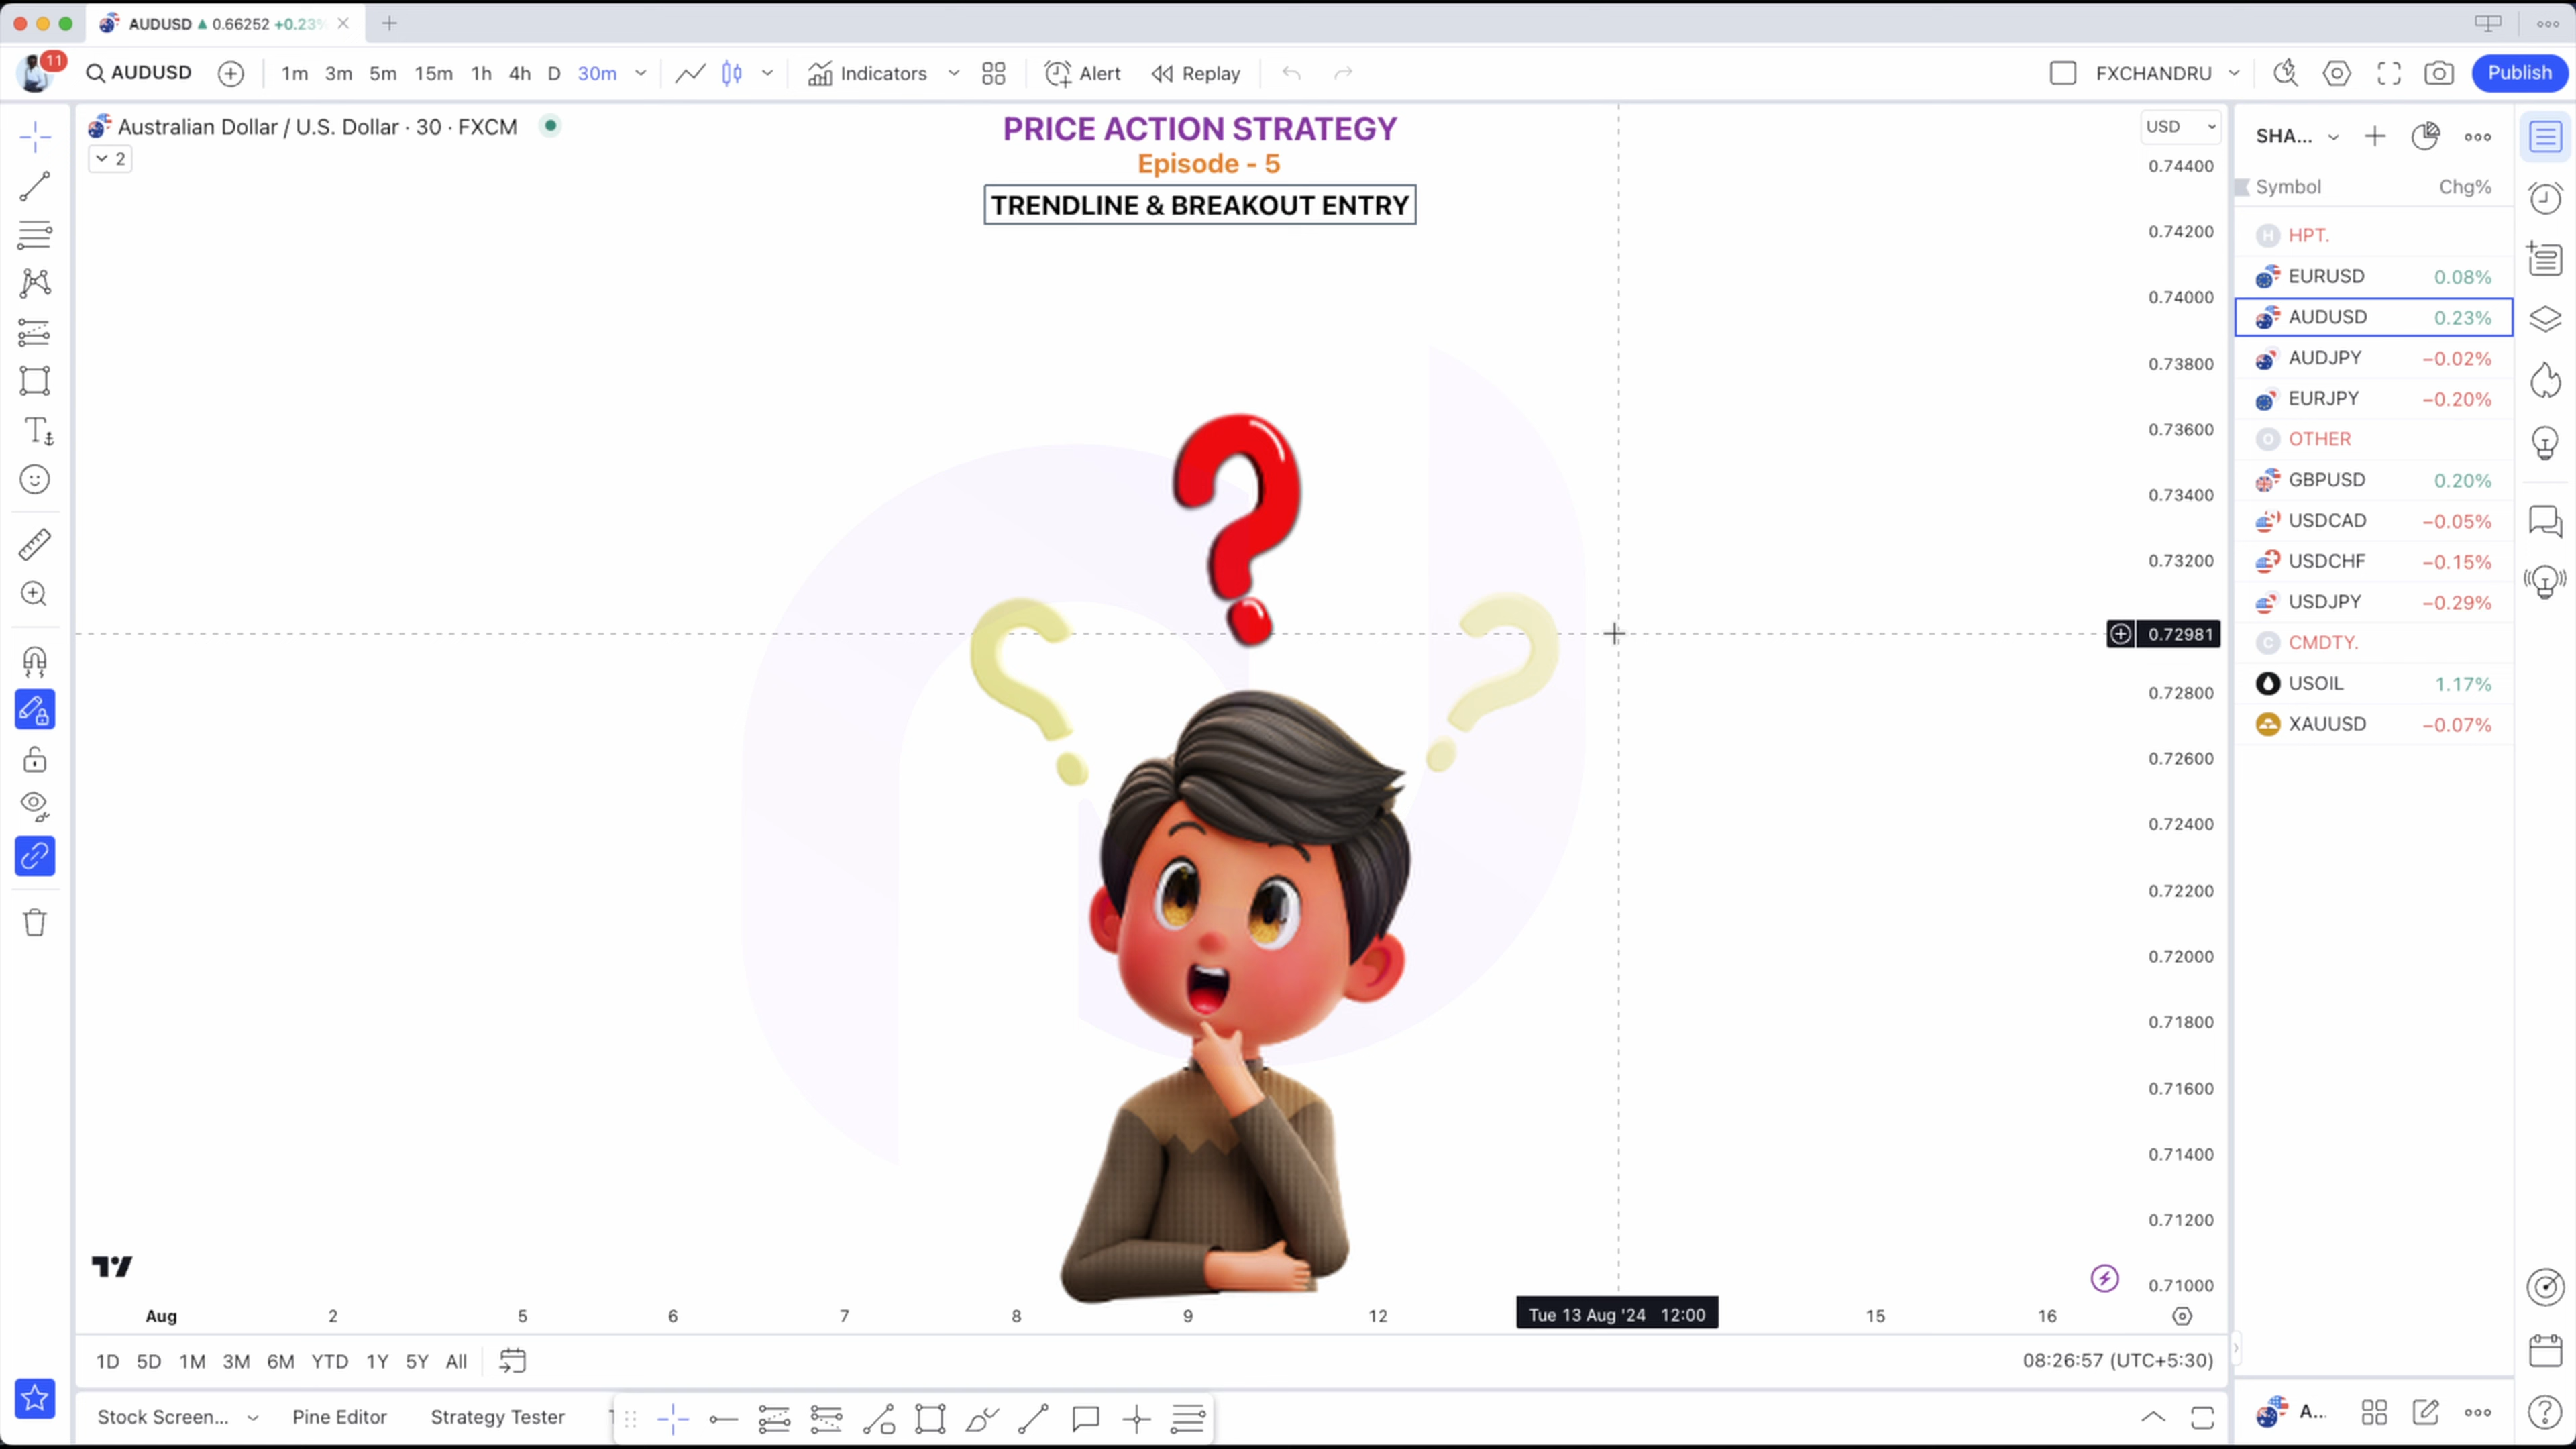 AUDUSD ▲ 0.66252 +0.23%
11
AUDUSD
1m 3m 5m 15m 1h 4h D 30m
Indicators
Alert
Replay
FXCHANDRU
Publish
Australian Dollar / U.S. Dollar · 30 · FXCM
2
PRICE ACTION STRATEGY
Episode - 5
TRENDLINE & BREAKOUT ENTRY
USD
0.74400
0.74200
0.74000
0.73800
0.73600
0.73400
0.73200
0.72981
0.72800
0.72600
0.72400
0.72200
0.72000
0.71800
0.71600
0.71400
0.71200
0.71000
SHA...
Symbol Chg%
H HPT.
EURUSD 0.08%
AUDUSD 0.23%
AUDJPY −0.02%
EURJPY −0.20%
O OTHER
GBPUSD 0.20%
USDCAD −0.05%
USDCHF −0.15%
USDJPY −0.29%
C CMDTY.
USOIL 1.17%
XAUUSD −0.07%
Aug 2 5 6 7 8 9 12 Tue 13 Aug '24 12:00 15 16
1D 5D 1M 3M 6M YTD 1Y 5Y All
08:26:57 (UTC+5:30)
Stock Screen... Pine Editor Strategy Tester
A...